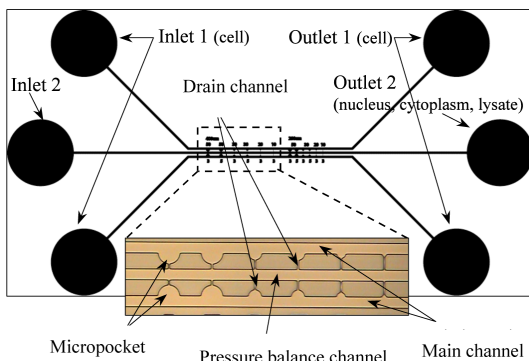 Inlet 1 (cell)
Outlet 1 (cell)
Inlet 2
Drain channel
Outlet 2
(nucleus, cytoplasm, lysate)
Micropocket
Pressure balance channel
Main channel